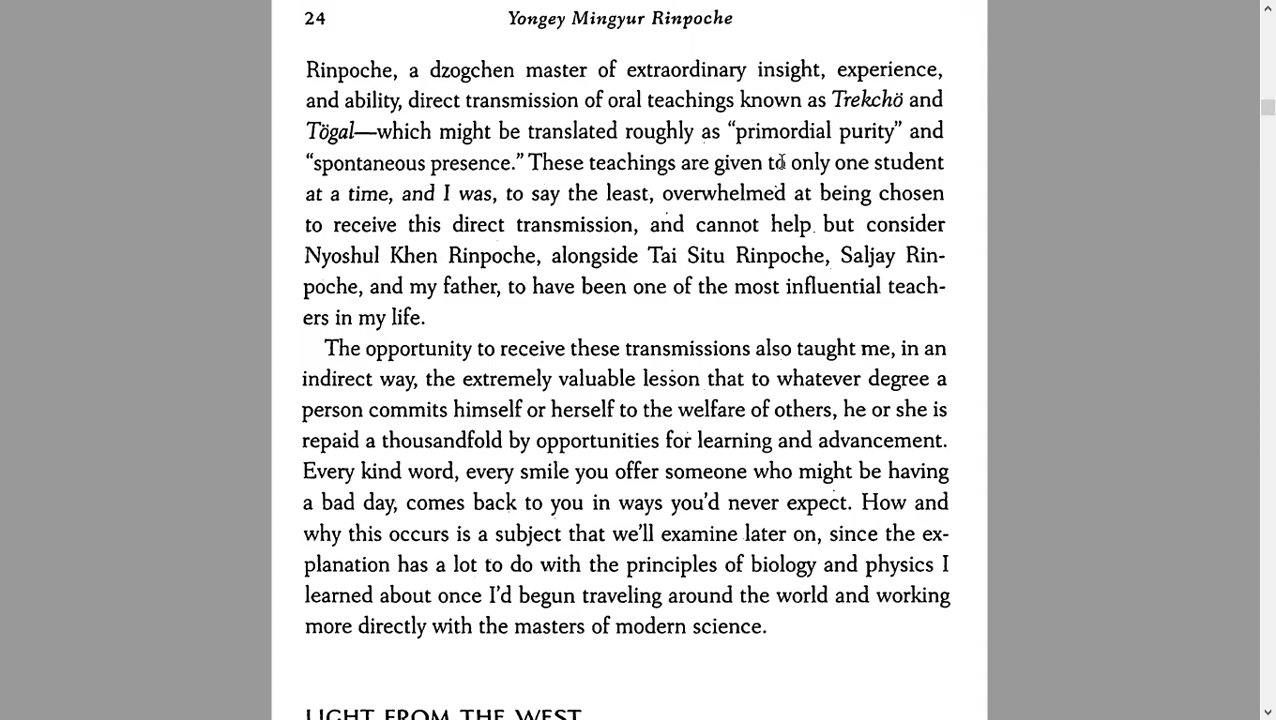 24 Yongey Mingyur Rinpoche
Rinpoche, a dzogchen master of extraordinary insight, experience,
and ability, direct transmission of oral teachings known as Trekchö and
Tögal—which might be translated roughly as “primordial purity” and
“spontaneous presence.” These teachings are given to only one student
at a time, and I was, to say the least, overwhelmed at being chosen
to receive this direct transmission, and cannot help but consider
Nyoshul Khen Rinpoche, alongside Tai Situ Rinpoche, Saljay Rin-
poche, and my father, to have been one of the most influential teach-
ers in my life.
The opportunity to receive these transmissions also taught me, in an
indirect way, the extremely valuable lesson that to whatever degree a
person commits himself or herself to the welfare of others, he or she is
repaid a thousandfold by opportunities for learning and advancement.
Every kind word, every smile you offer someone who might be having
a bad day, comes back to you in ways you’d never expect. How and
why this occurs is a subject that we’ll examine later on, since the ex-
planation has a lot to do with the principles of biology and physics I
learned about once I’d begun traveling around the world and working
more directly with the masters of modern science.
LIGHT FROM THE WEST